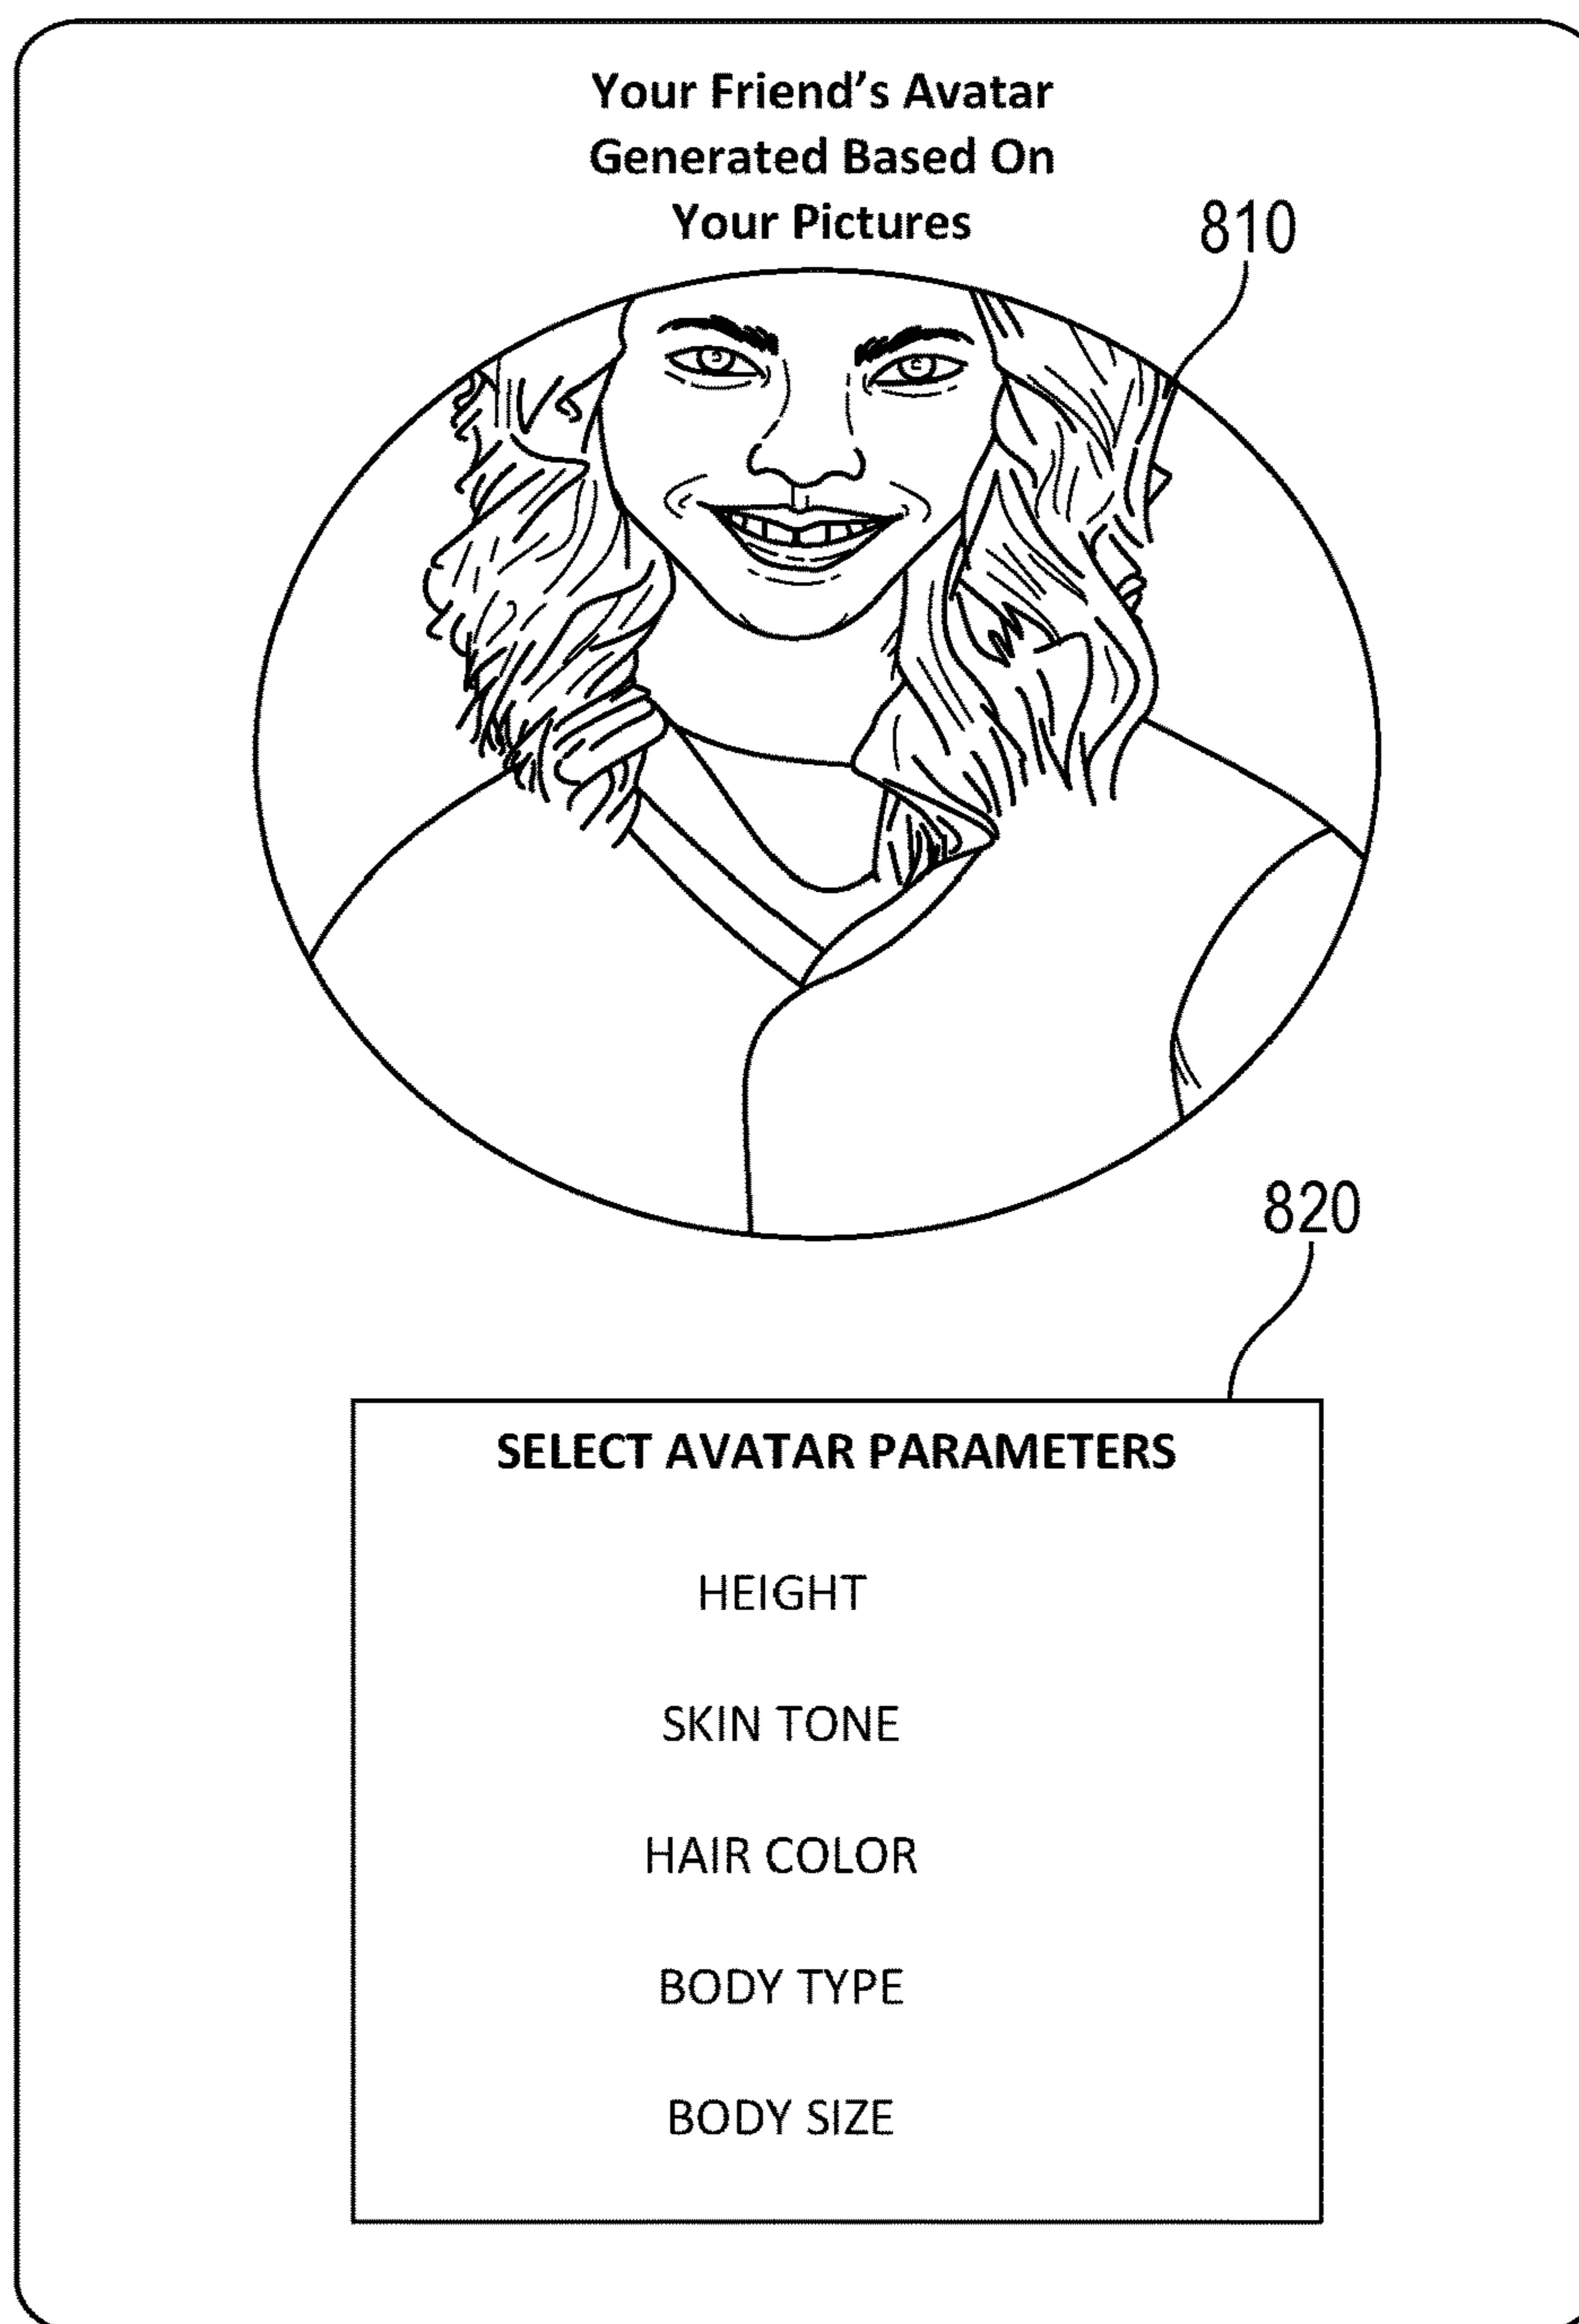 Your Friend's Avatar
Generated Based On
Your Pictures
810
820
SELECT AVATAR PARAMETERS
HEIGHT
SKIN TONE
HAIR COLOR
BODY TYPE
BODY SIZE